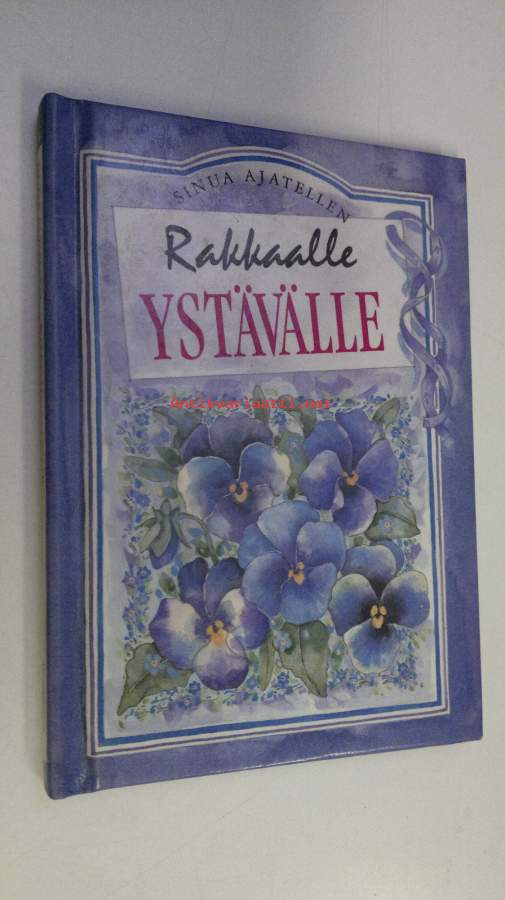 SINUA AJATELLEN
Rakkaalle
YSTÄVÄLLE
Antikvariaatti.net